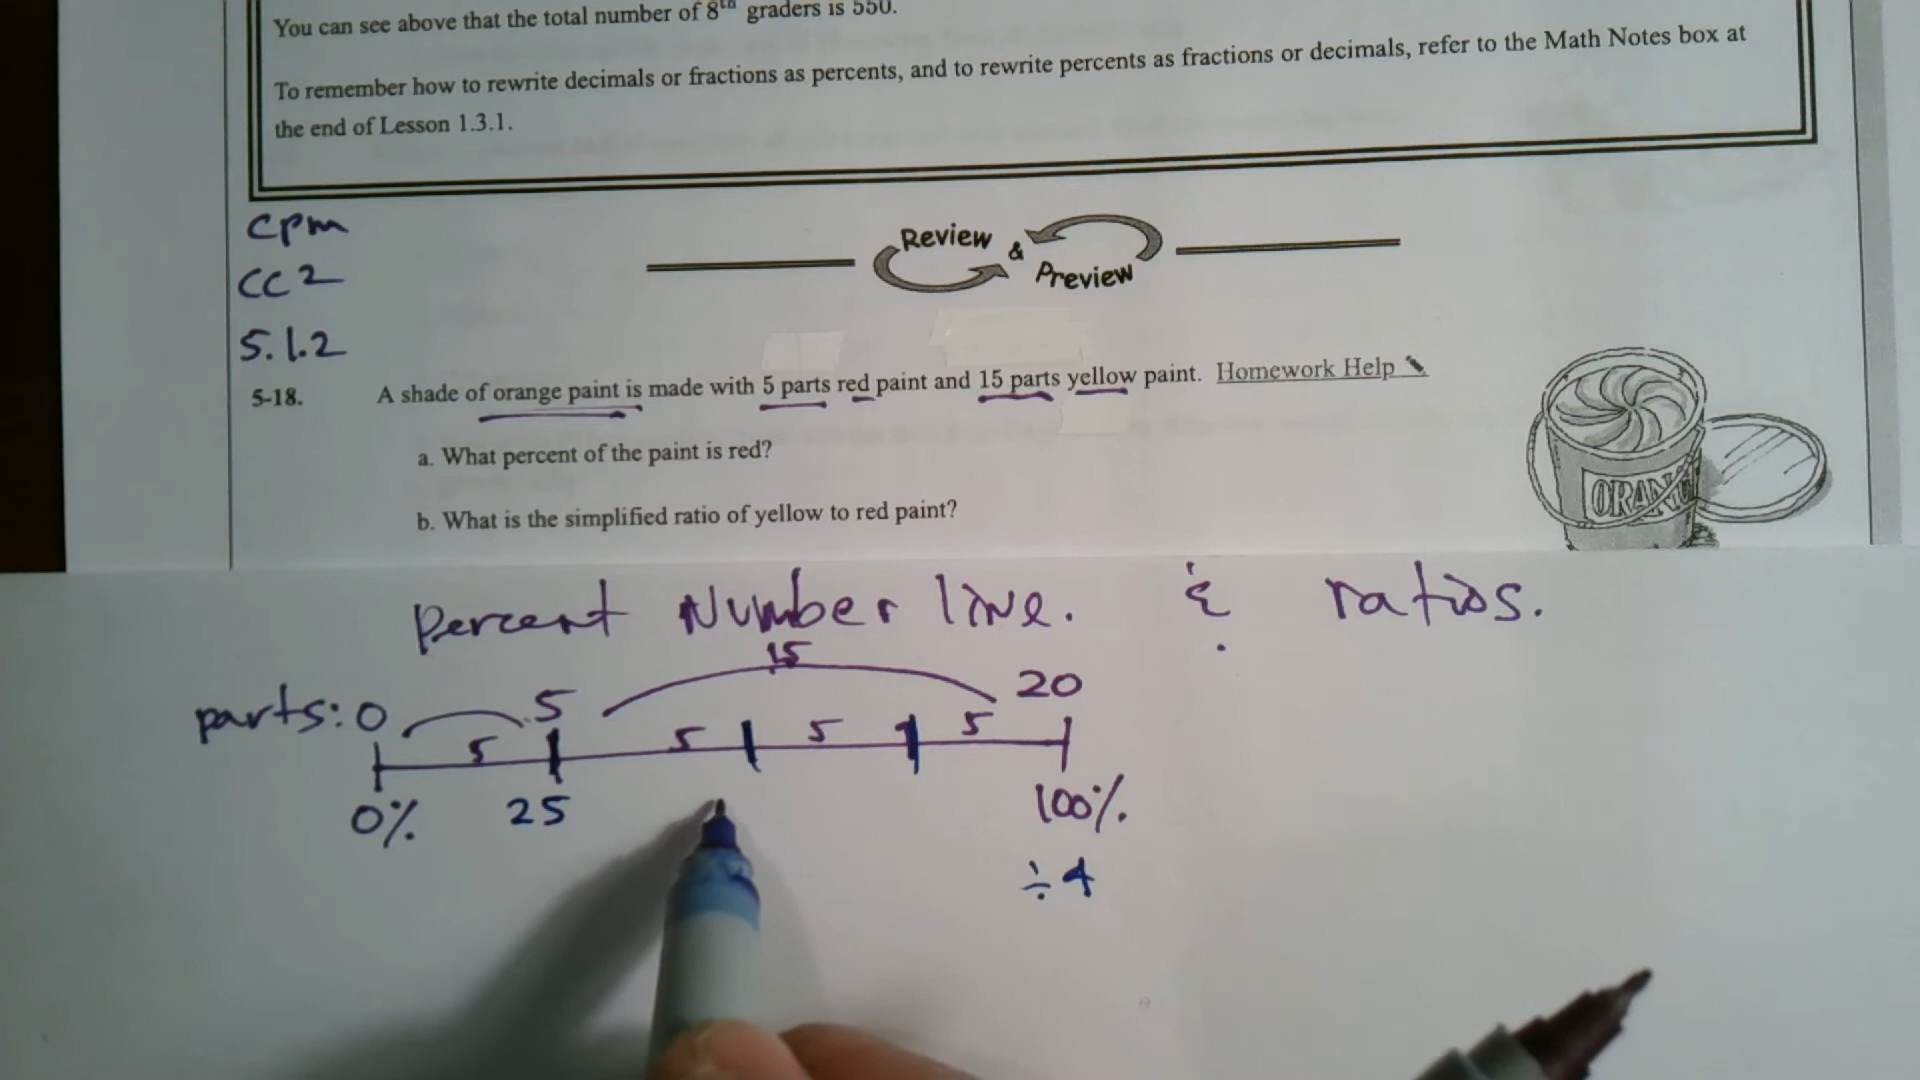 You can see above that the total number of 8th graders is 550.
To remember how to rewrite decimals or fractions as percents, and to rewrite percents as fractions or decimals, refer to the Math Notes box at
the end of Lesson 1.3.1.
CPM
CC2
5.1.2
Review
&
Preview
5-18. A shade of orange paint is made with 5 parts red paint and 15 parts yellow paint. Homework Help ✎
a. What percent of the paint is red?
b. What is the simplified ratio of yellow to red paint?
ORAN
Percent Number line. & ratios.
15
parts: 0 5 20
5 5 5 5
0% 25 100%
÷4